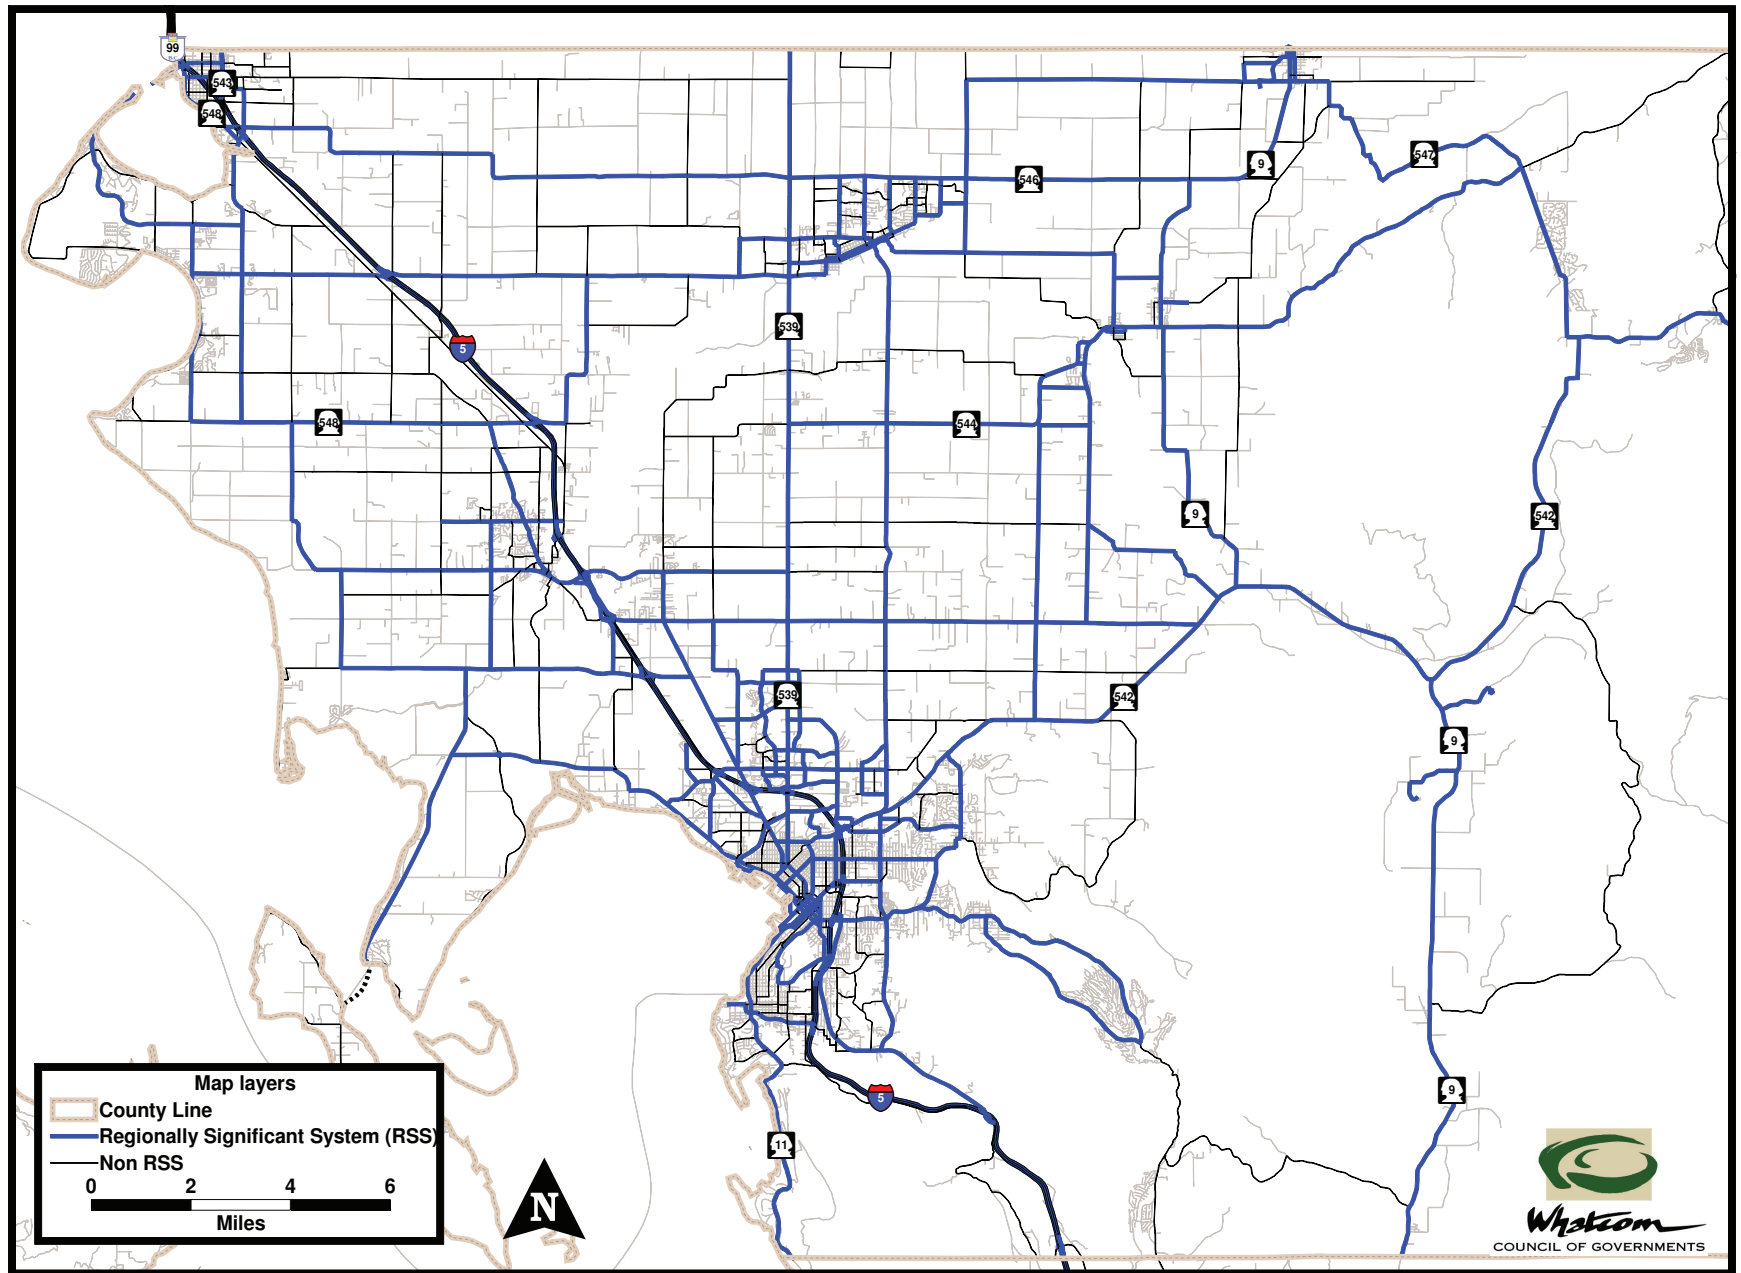 99
543
548
9
547
546
539
5
548
544
9
542
539
542
9
5
9
11
Map layers
County Line
Regionally Significant System (RSS)
Non RSS
0 2 4 6
Miles
N
Whatcom
COUNCIL OF GOVERNMENTS